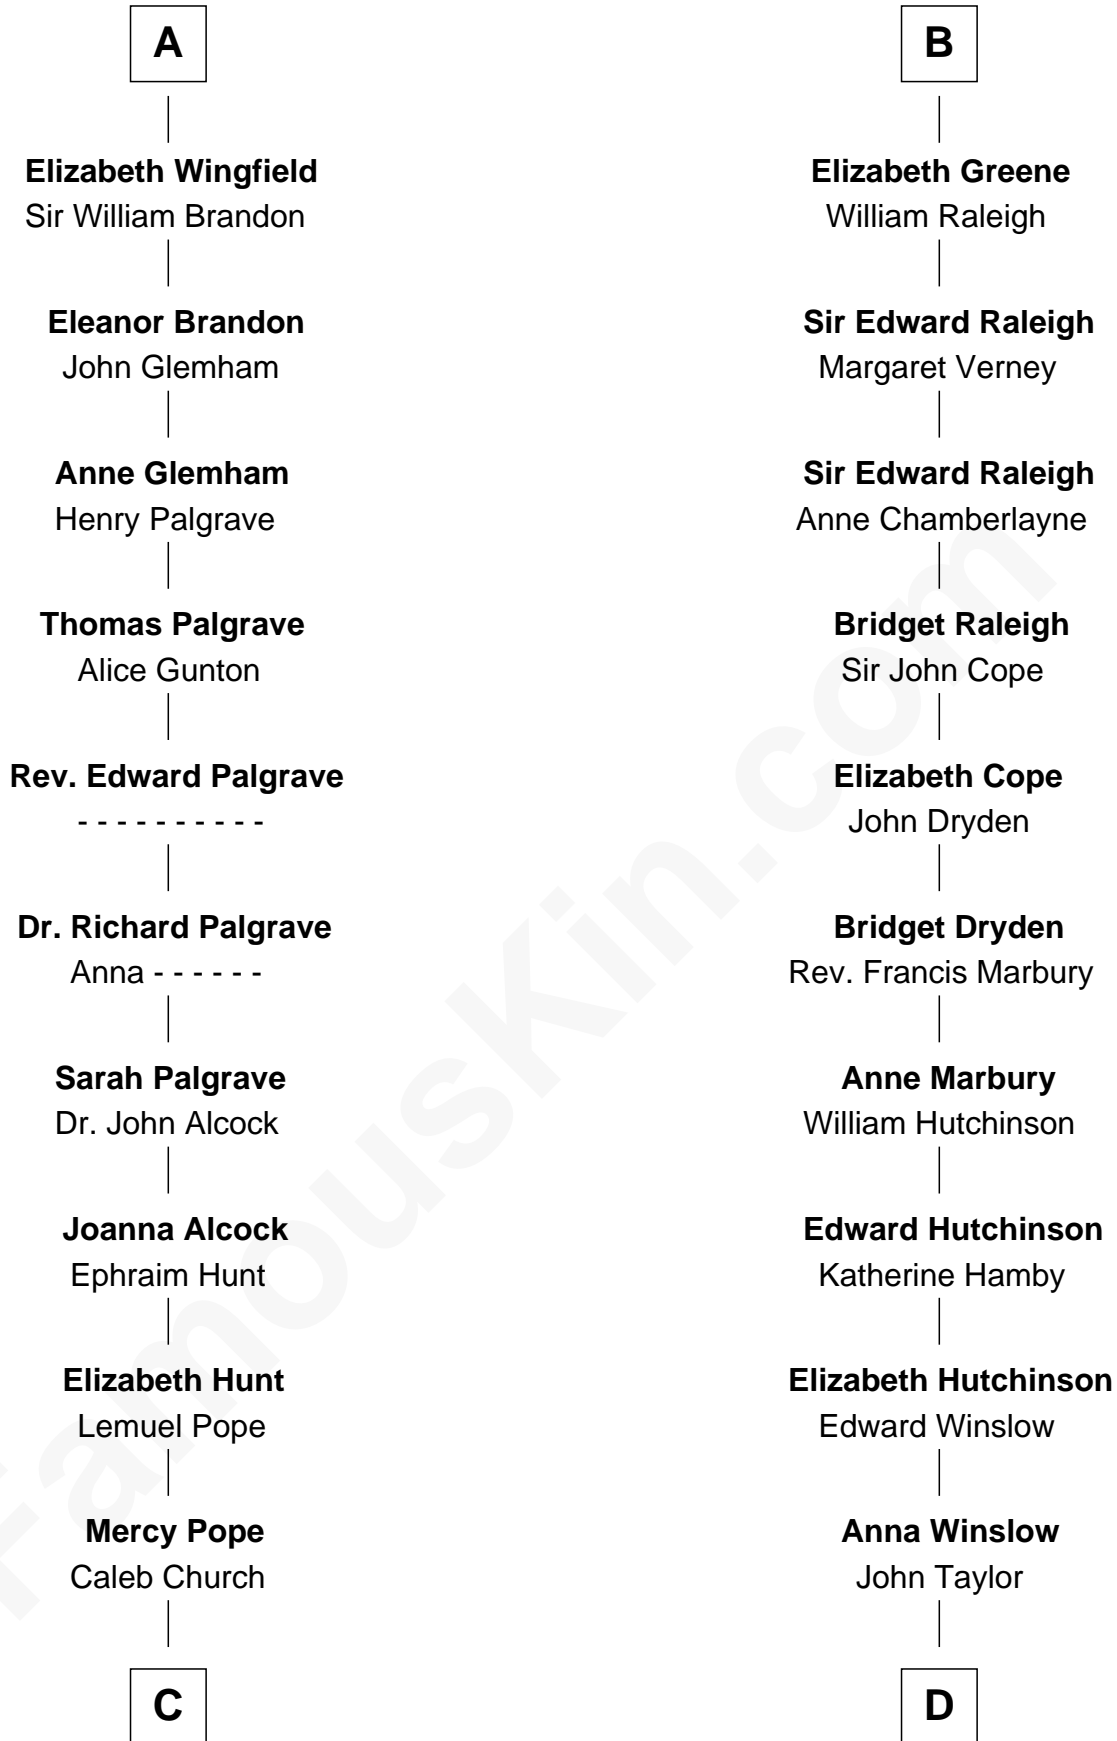 A
Elizabeth Wingfield
Sir William Brandon
Eleanor Brandon
John Glemham
Anne Glemham
Henry Palgrave
Thomas Palgrave
Alice Gunton
Rev. Edward Palgrave
- - - - - - - - - -
Dr. Richard Palgrave
Anna - - - - - -
Sarah Palgrave
Dr. John Alcock
Joanna Alcock
Ephraim Hunt
Elizabeth Hunt
Lemuel Pope
Mercy Pope
Caleb Church
C
B
Elizabeth Greene
William Raleigh
Sir Edward Raleigh
Margaret Verney
Sir Edward Raleigh
Anne Chamberlayne
Bridget Raleigh
Sir John Cope
Elizabeth Cope
John Dryden
Bridget Dryden
Rev. Francis Marbury
Anne Marbury
William Hutchinson
Edward Hutchinson
Katherine Hamby
Elizabeth Hutchinson
Edward Winslow
Anna Winslow
John Taylor
D
FamousKin.com